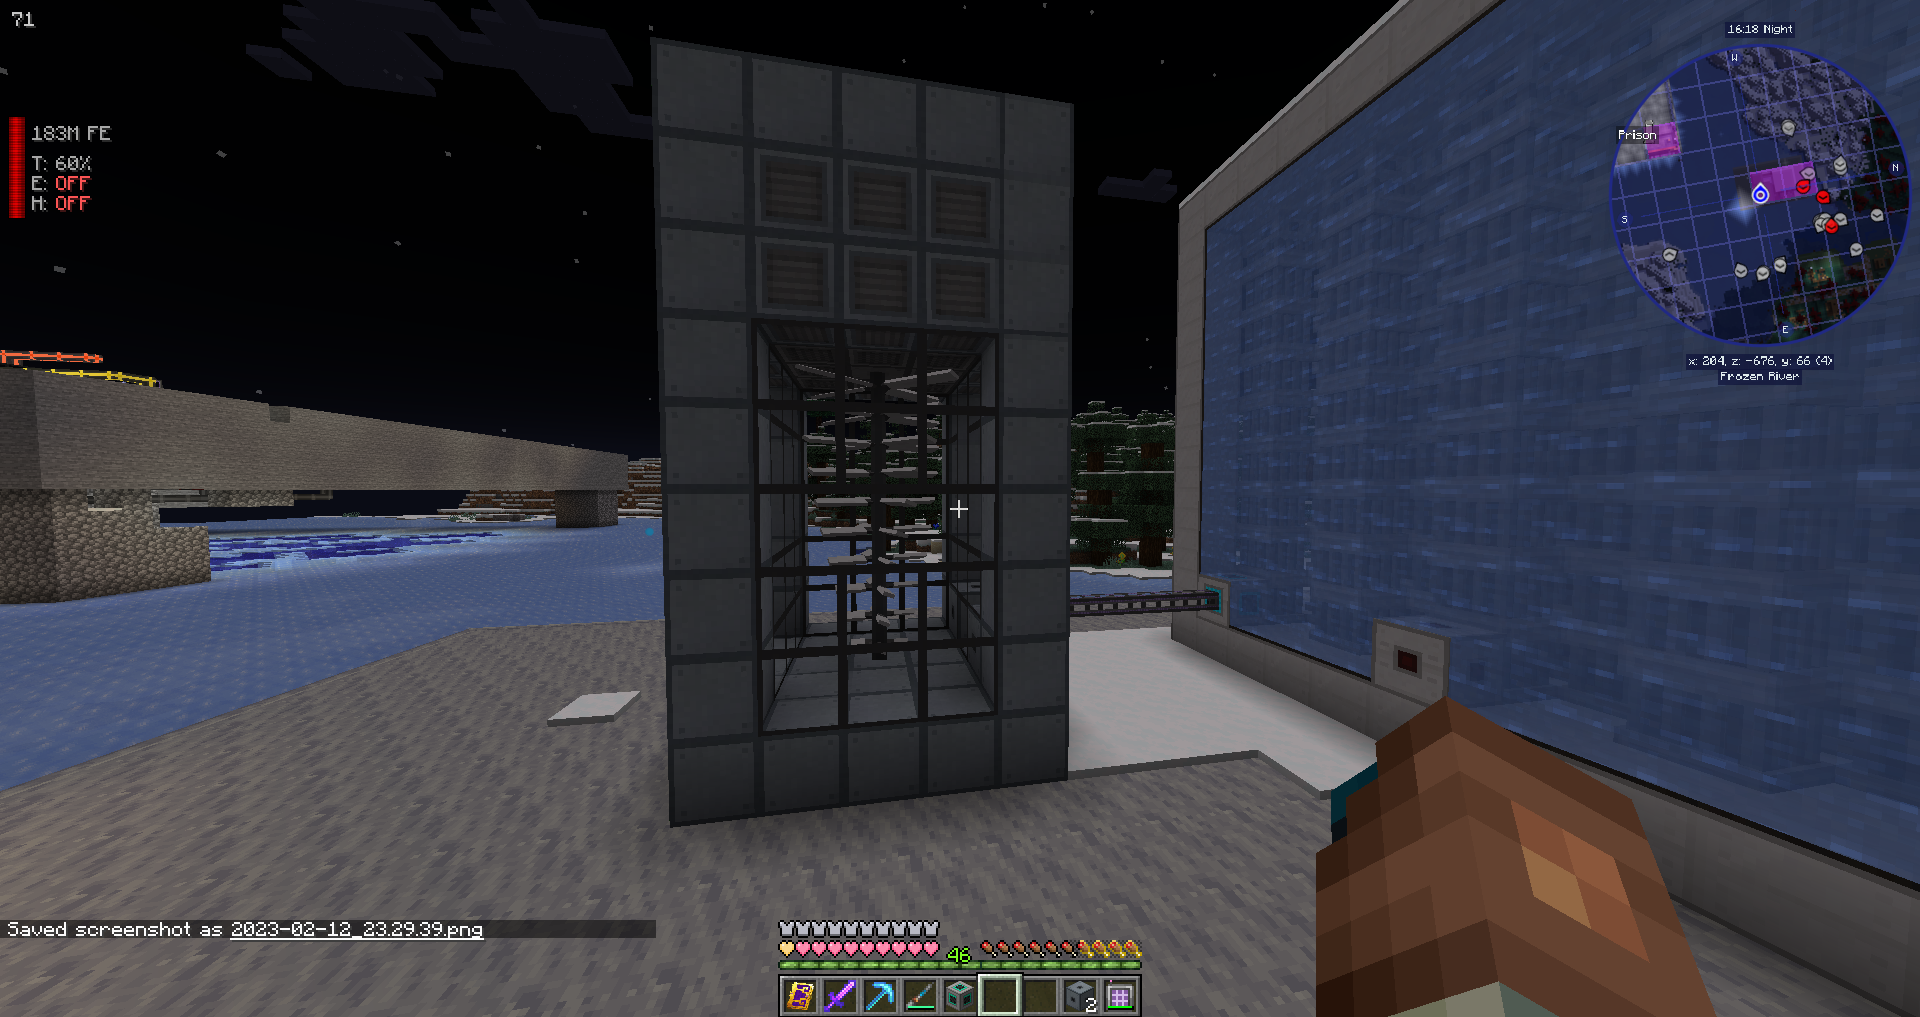 71
183M FE
T: 60%
E: OFF
H: OFF
16:18 Night
W
Prison
N
S
E
x: 204, z: -676, y: 66 (4)
Frozen River
Saved screenshot as 2023-02-12_23.29.39.png
46
2